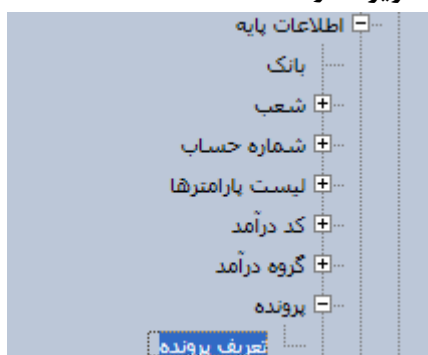 اطلاعات پایه
بانک
شعب
شماره حساب
لیست پارامترها
کد درآمد
گروه درآمد
پرونده
تعریف پرونده